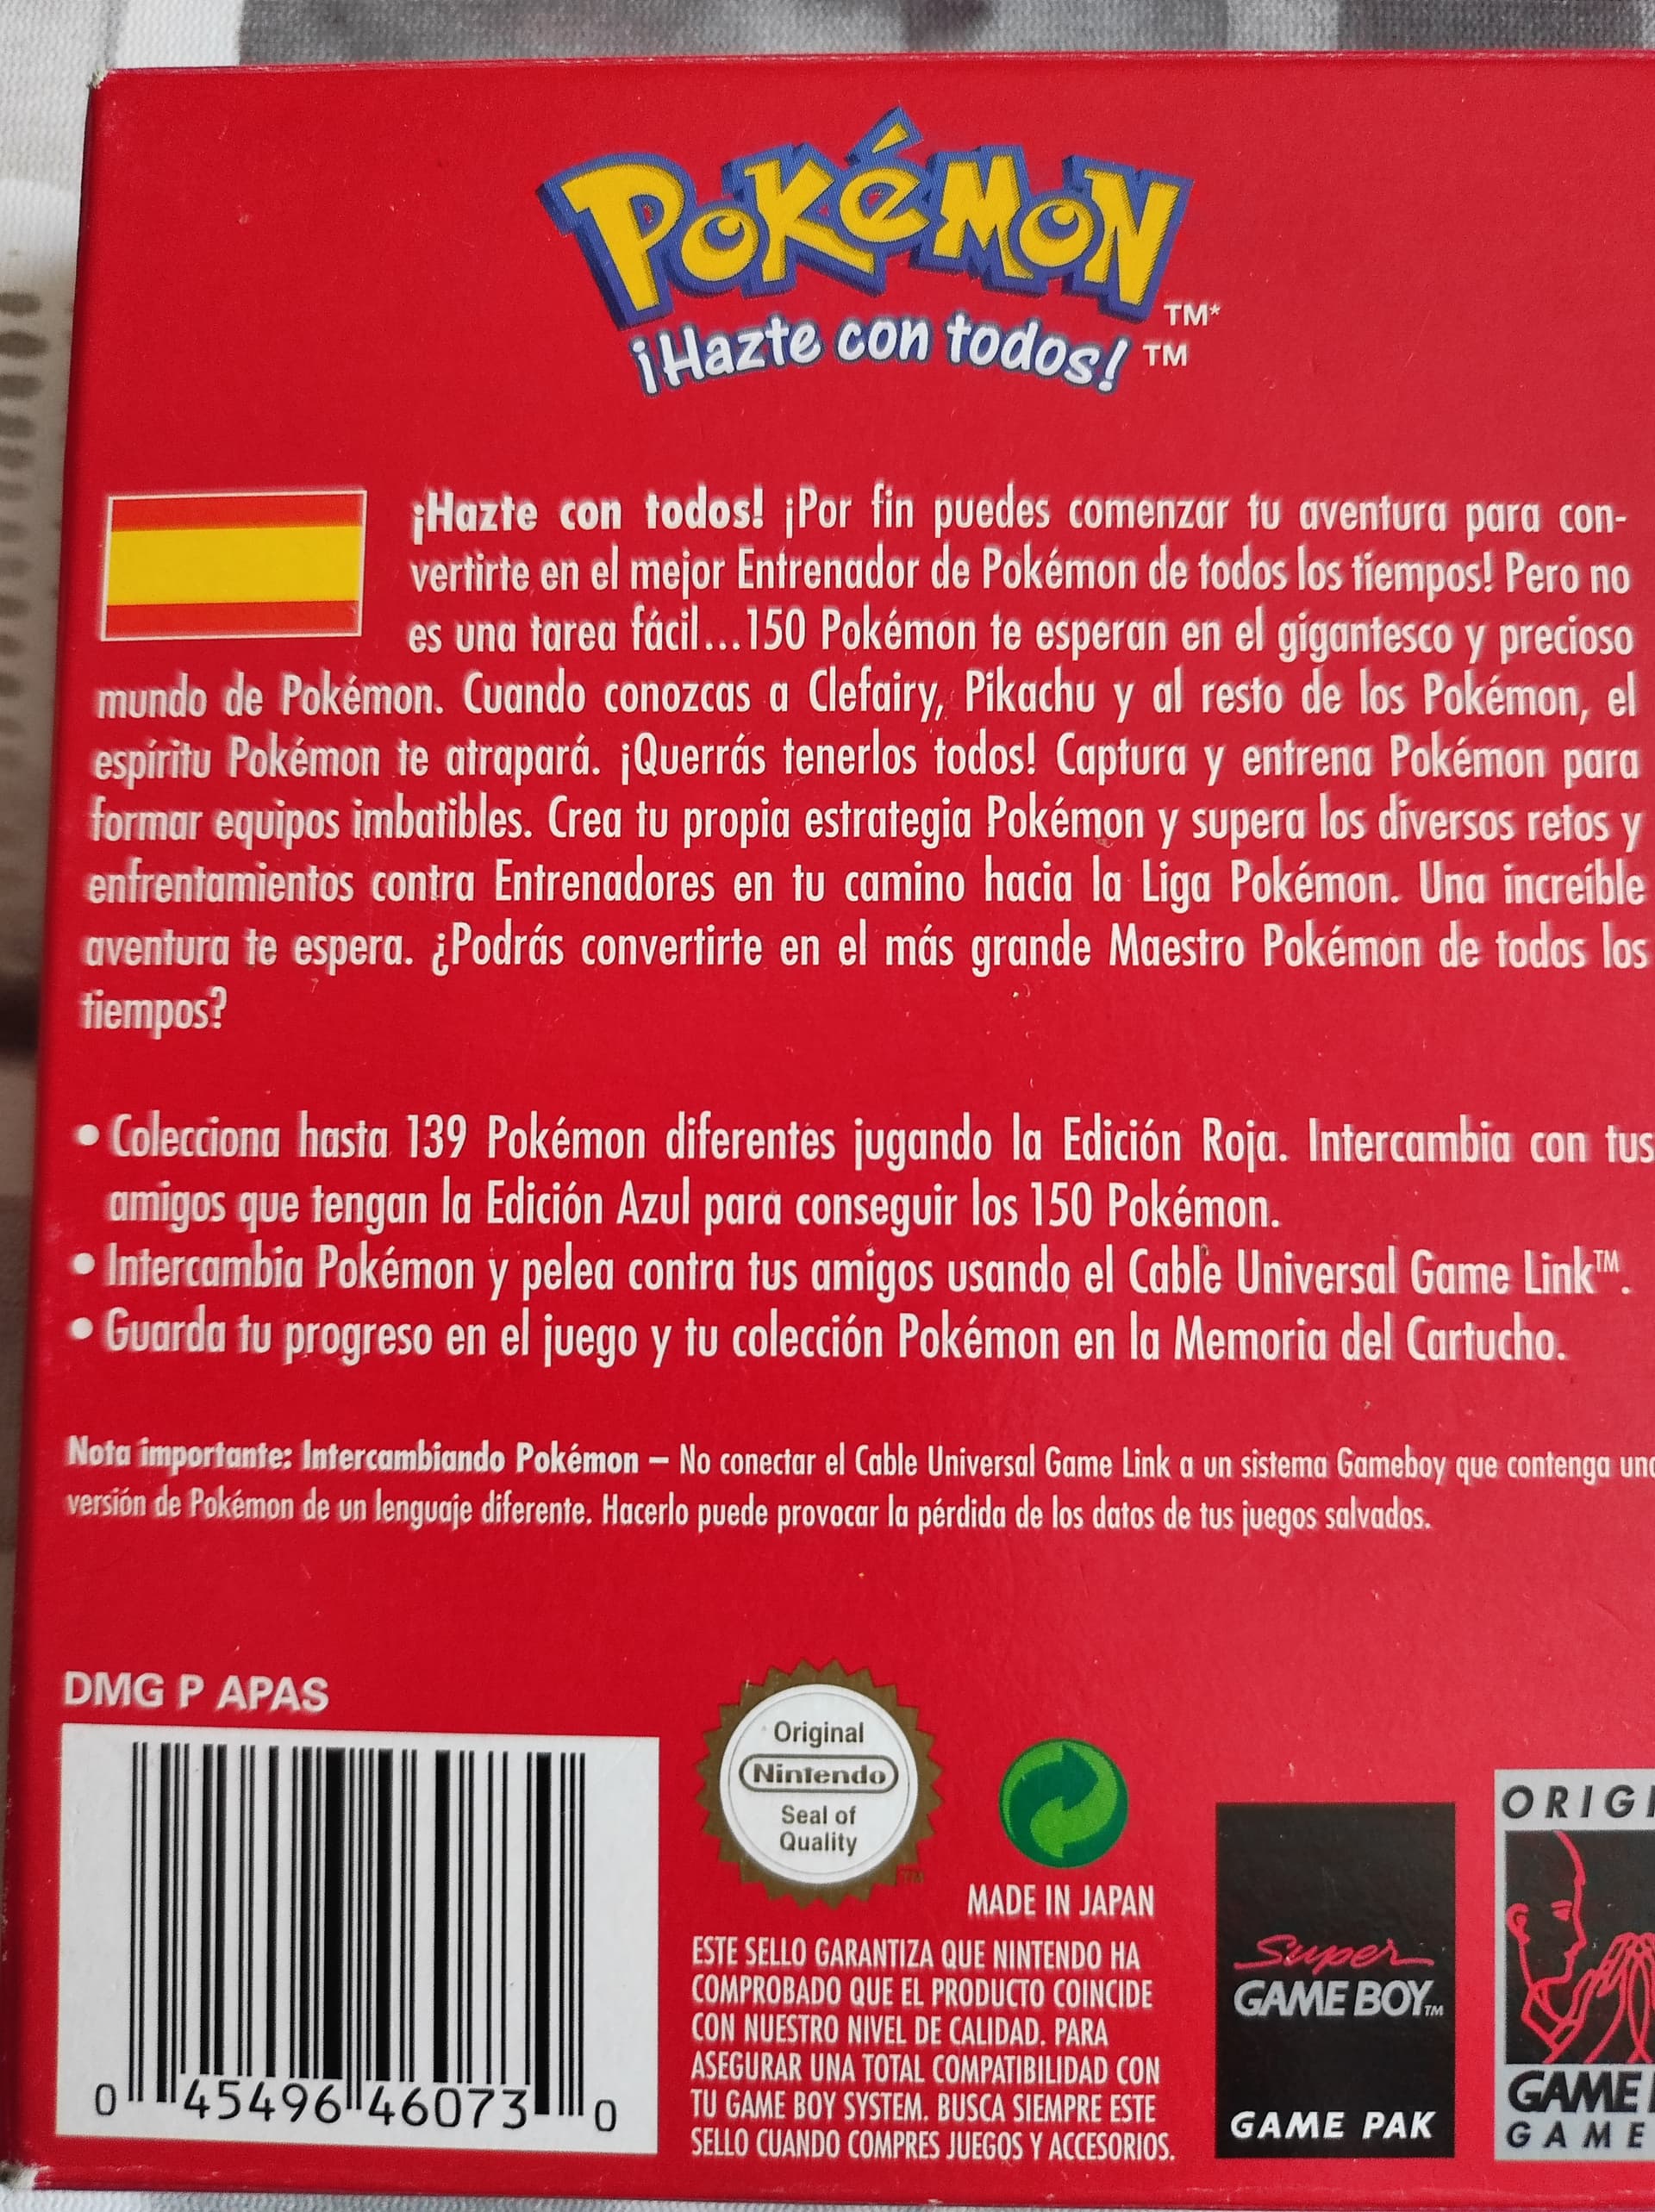 POKéMON
TM*
¡Hazte con todos! TM
¡Hazte con todos! ¡Por fin puedes comenzar tu aventura para con-
vertirte en el mejor Entrenador de Pokémon de todos los tiempos! Pero no
es una tarea fácil...150 Pokémon te esperan en el gigantesco y precioso
mundo de Pokémon. Cuando conozcas a Clefairy, Pikachu y al resto de los Pokémon, el
espíritu Pokémon te atrapará. ¡Querrás tenerlos todos! Captura y entrena Pokémon para
formar equipos imbatibles. Crea tu propia estrategia Pokémon y supera los diversos retos y
enfrentamientos contra Entrenadores en tu camino hacia la Liga Pokémon. Una increíble
aventura te espera. ¿Podrás convertirte en el más grande Maestro Pokémon de todos los
tiempos?
• Colecciona hasta 139 Pokémon diferentes jugando la Edición Roja. Intercambia con tus
amigos que tengan la Edición Azul para conseguir los 150 Pokémon.
• Intercambia Pokémon y pelea contra tus amigos usando el Cable Universal Game Link™.
• Guarda tu progreso en el juego y tu colección Pokémon en la Memoria del Cartucho.
Nota importante: Intercambiando Pokémon – No conectar el Cable Universal Game Link a un sistema Gameboy que contenga una
versión de Pokémon de un lenguaje diferente. Hacerlo puede provocar la pérdida de los datos de tus juegos salvados.
DMG P APAS
0 45496 46073 0
Original
Nintendo
Seal of
Quality
TM
MADE IN JAPAN
ESTE SELLO GARANTIZA QUE NINTENDO HA
COMPROBADO QUE EL PRODUCTO COINCIDE
CON NUESTRO NIVEL DE CALIDAD. PARA
ASEGURAR UNA TOTAL COMPATIBILIDAD CON
TU GAME BOY SYSTEM. BUSCA SIEMPRE ESTE
SELLO CUANDO COMPRES JUEGOS Y ACCESORIOS.
Super
GAME BOY TM
GAME PAK
ORIGI
GAME
GAME